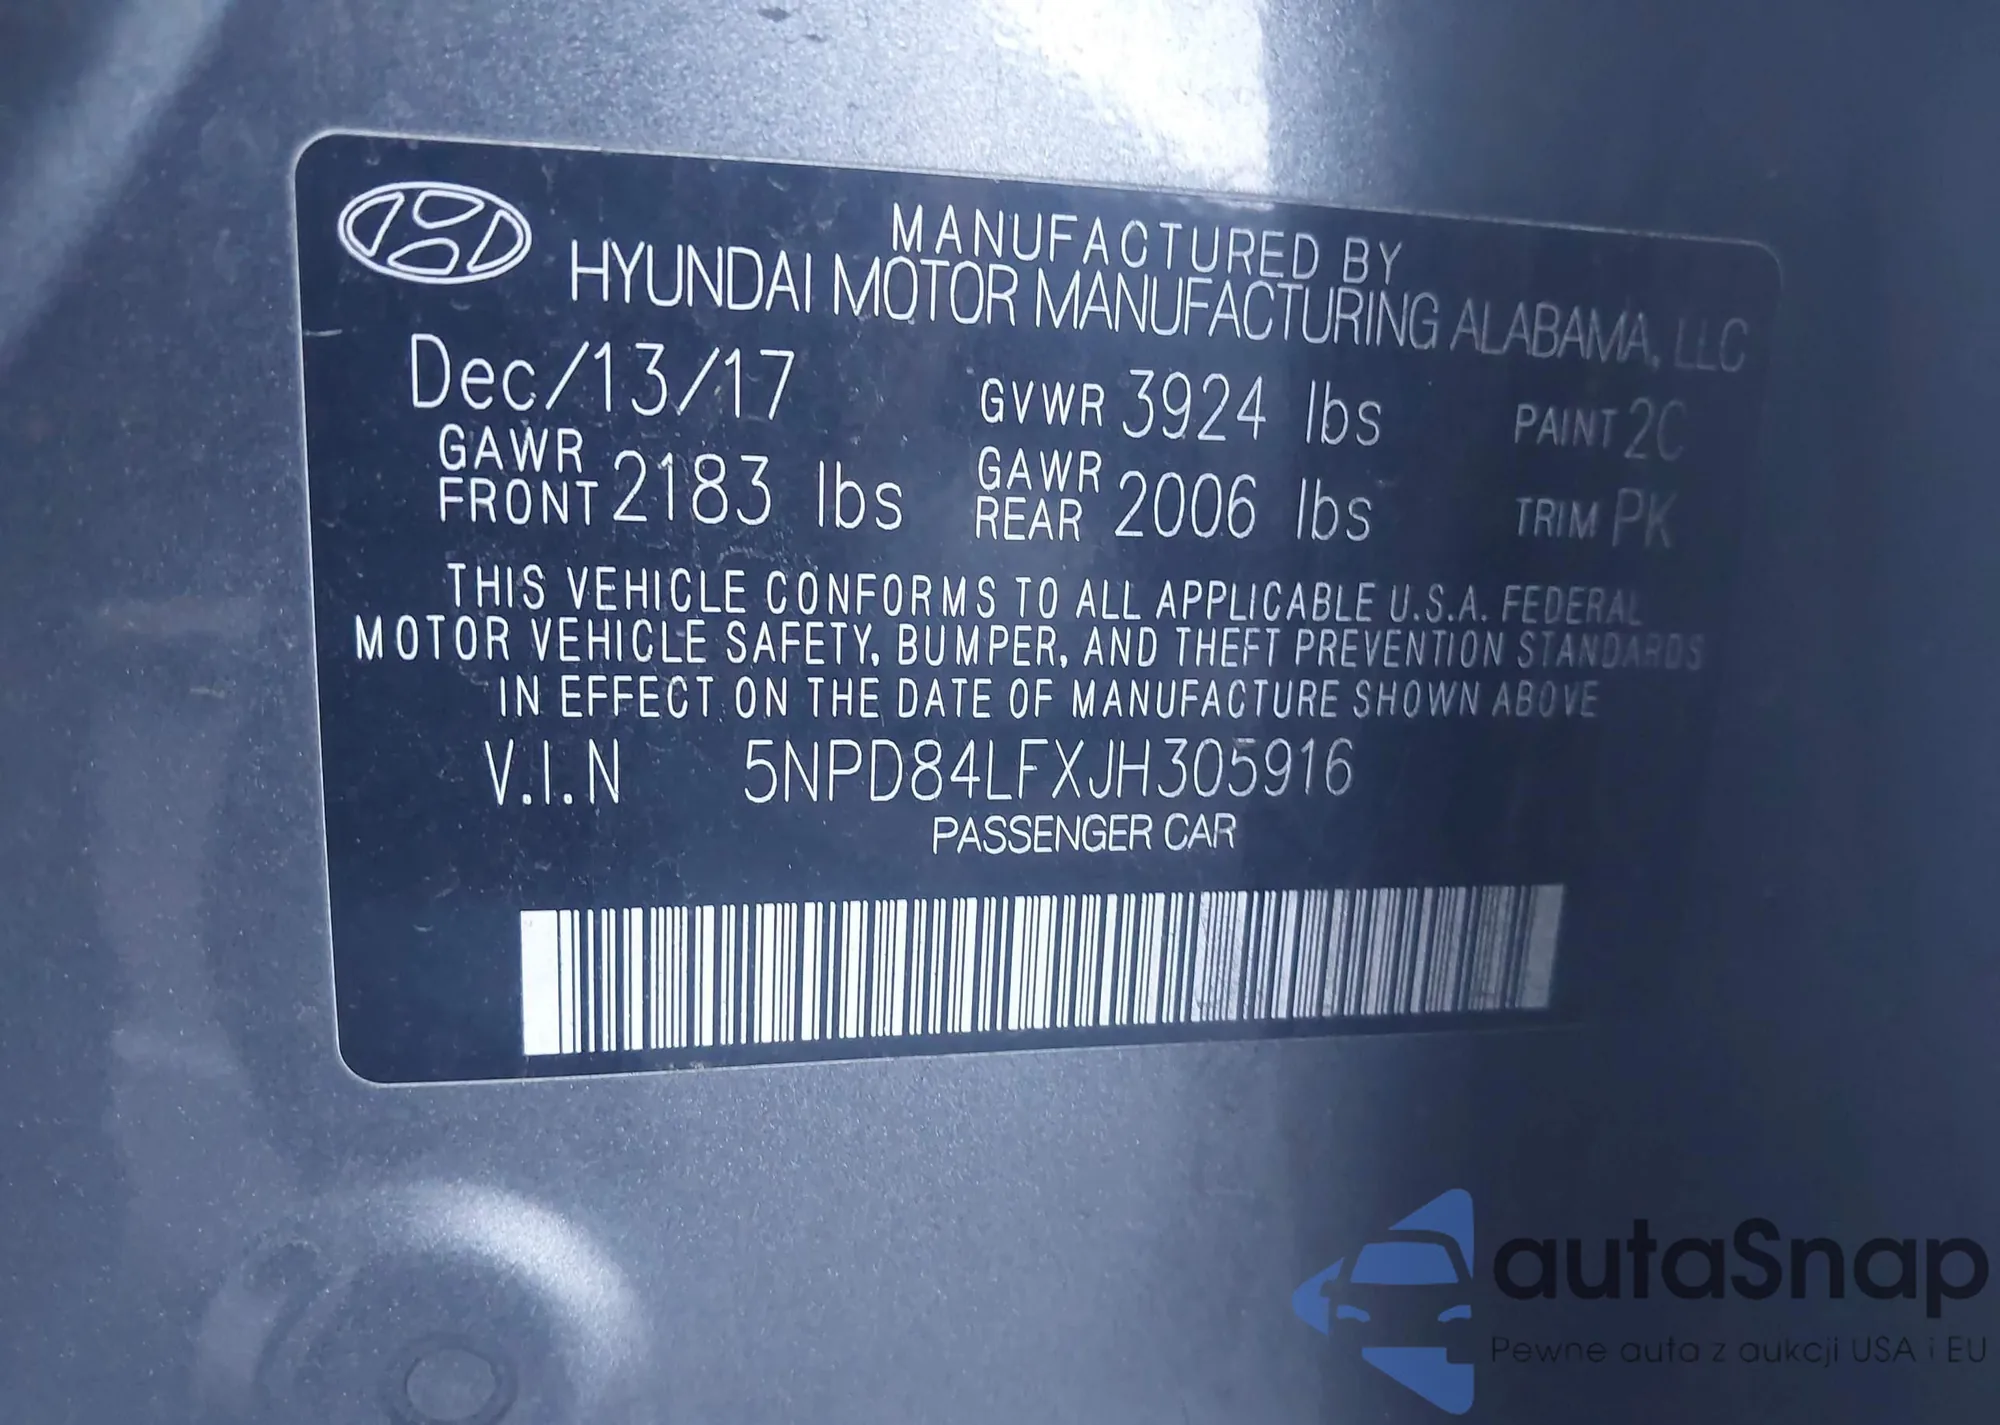 MANUFACTURED BY
HYUNDAI MOTOR MANUFACTURING ALABAMA, LLC
Dec/13/17 GVWR 3924 lbs PAINT 2C
GAWR FRONT 2183 lbs GAWR REAR 2006 lbs TRIM PK
THIS VEHICLE CONFORMS TO ALL APPLICABLE U.S.A. FEDERAL
MOTOR VEHICLE SAFETY, BUMPER, AND THEFT PREVENTION STANDARDS
IN EFFECT ON THE DATE OF MANUFACTURE SHOWN ABOVE
V.I.N 5NPD84LFXJH305916
PASSENGER CAR
autaSnap
Pewne auta z aukcji USA i EU